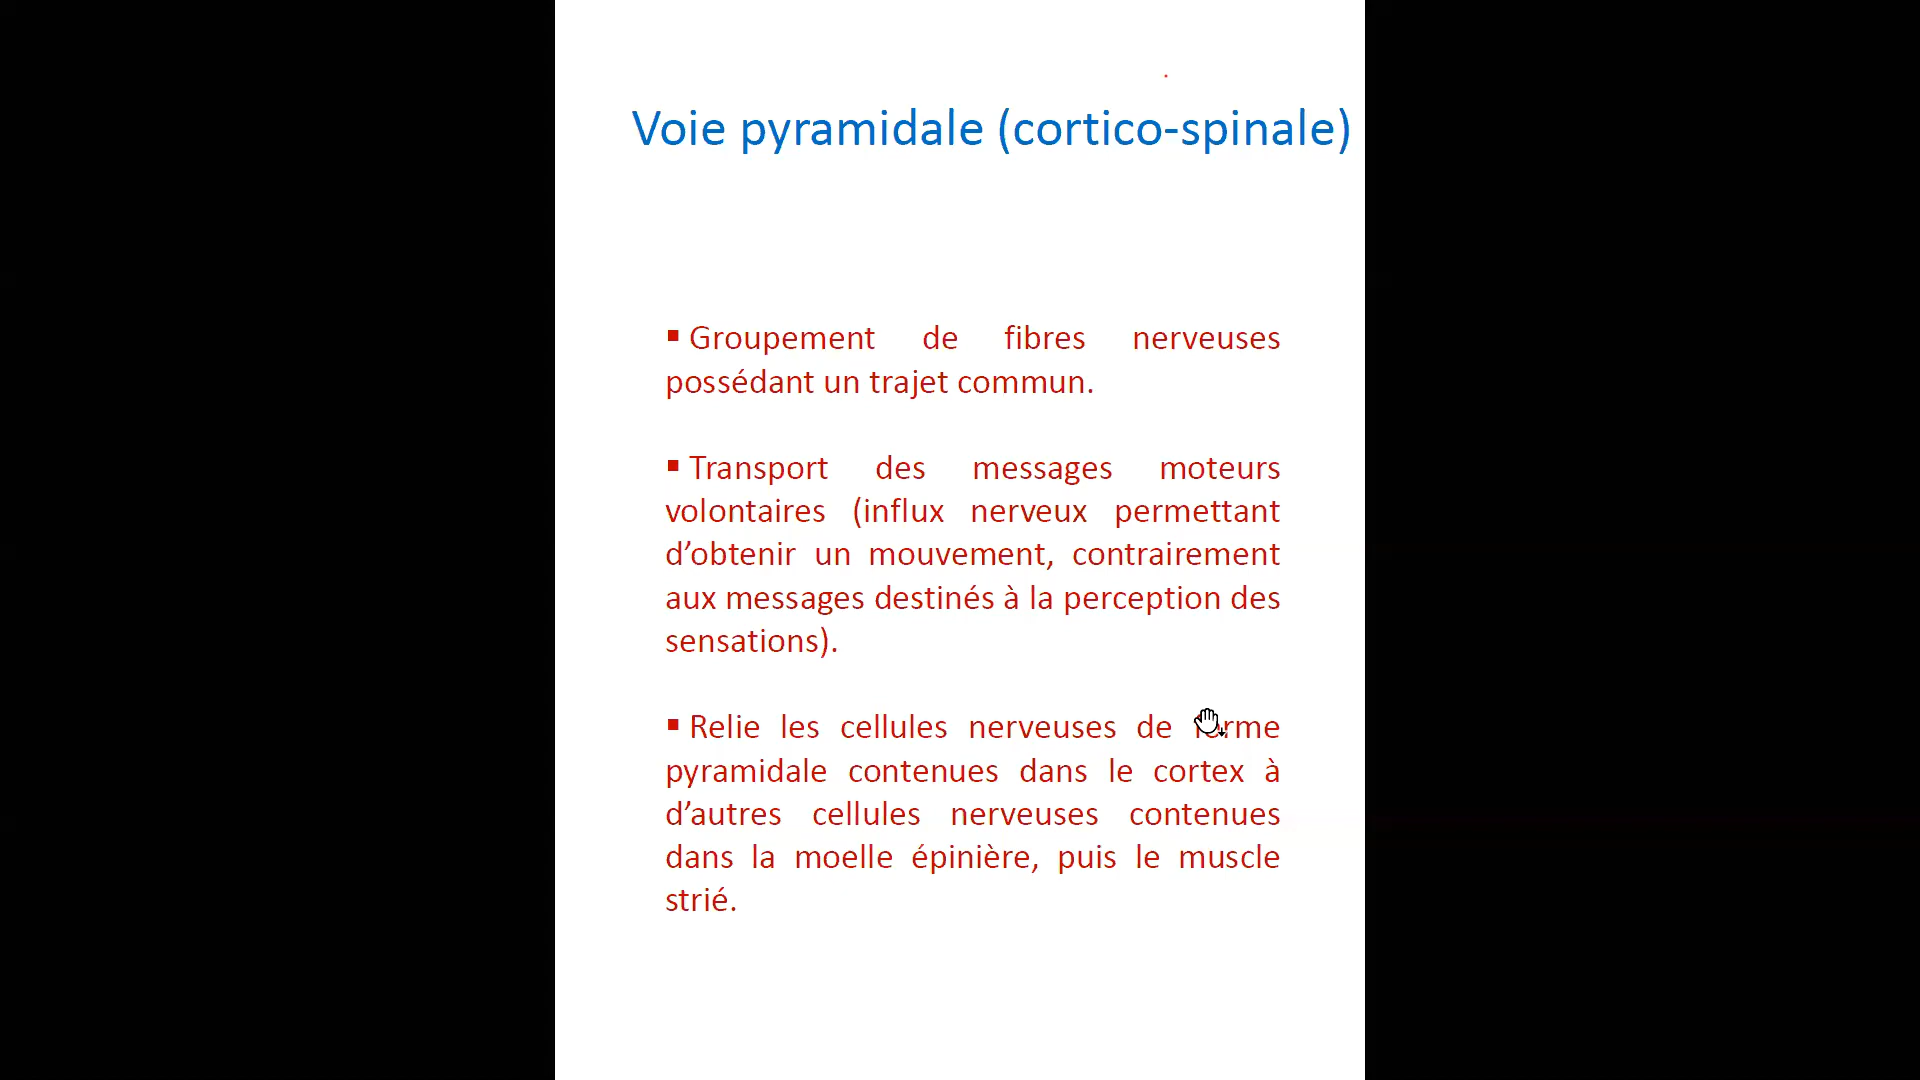 Voie pyramidale (cortico-spinale)
▪ Groupement de fibres nerveuses
possédant un trajet commun.
▪ Transport des messages moteurs
volontaires (influx nerveux permettant
d’obtenir un mouvement, contrairement
aux messages destinés à la perception des
sensations).
▪ Relie les cellules nerveuses de forme
pyramidale contenues dans le cortex à
d’autres cellules nerveuses contenues
dans la moelle épinière, puis le muscle
strié.